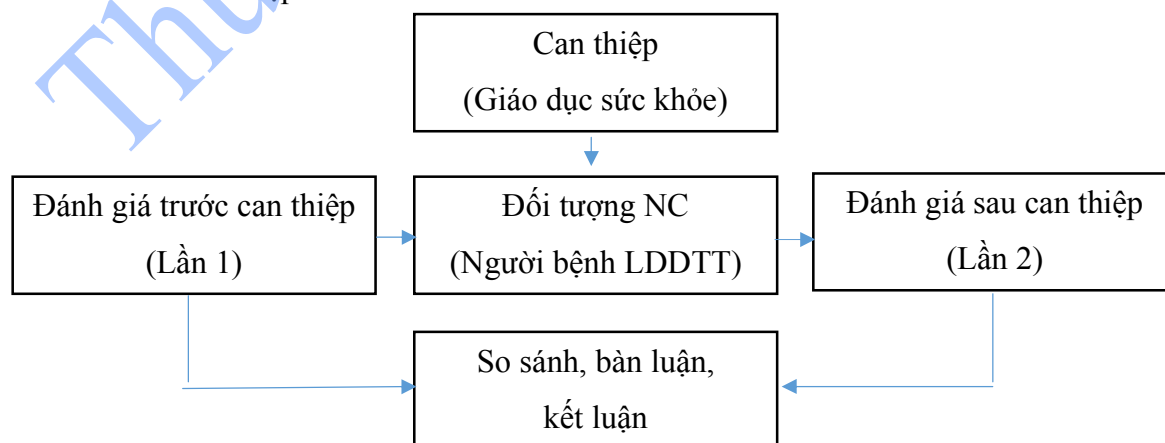 Can thiệp
(Giáo dục sức khỏe)
Đánh giá trước can thiệp
(Lần 1)
Đối tượng NC
(Người bệnh LDDTT)
Đánh giá sau can thiệp
(Lần 2)
So sánh, bàn luận,
kết luận